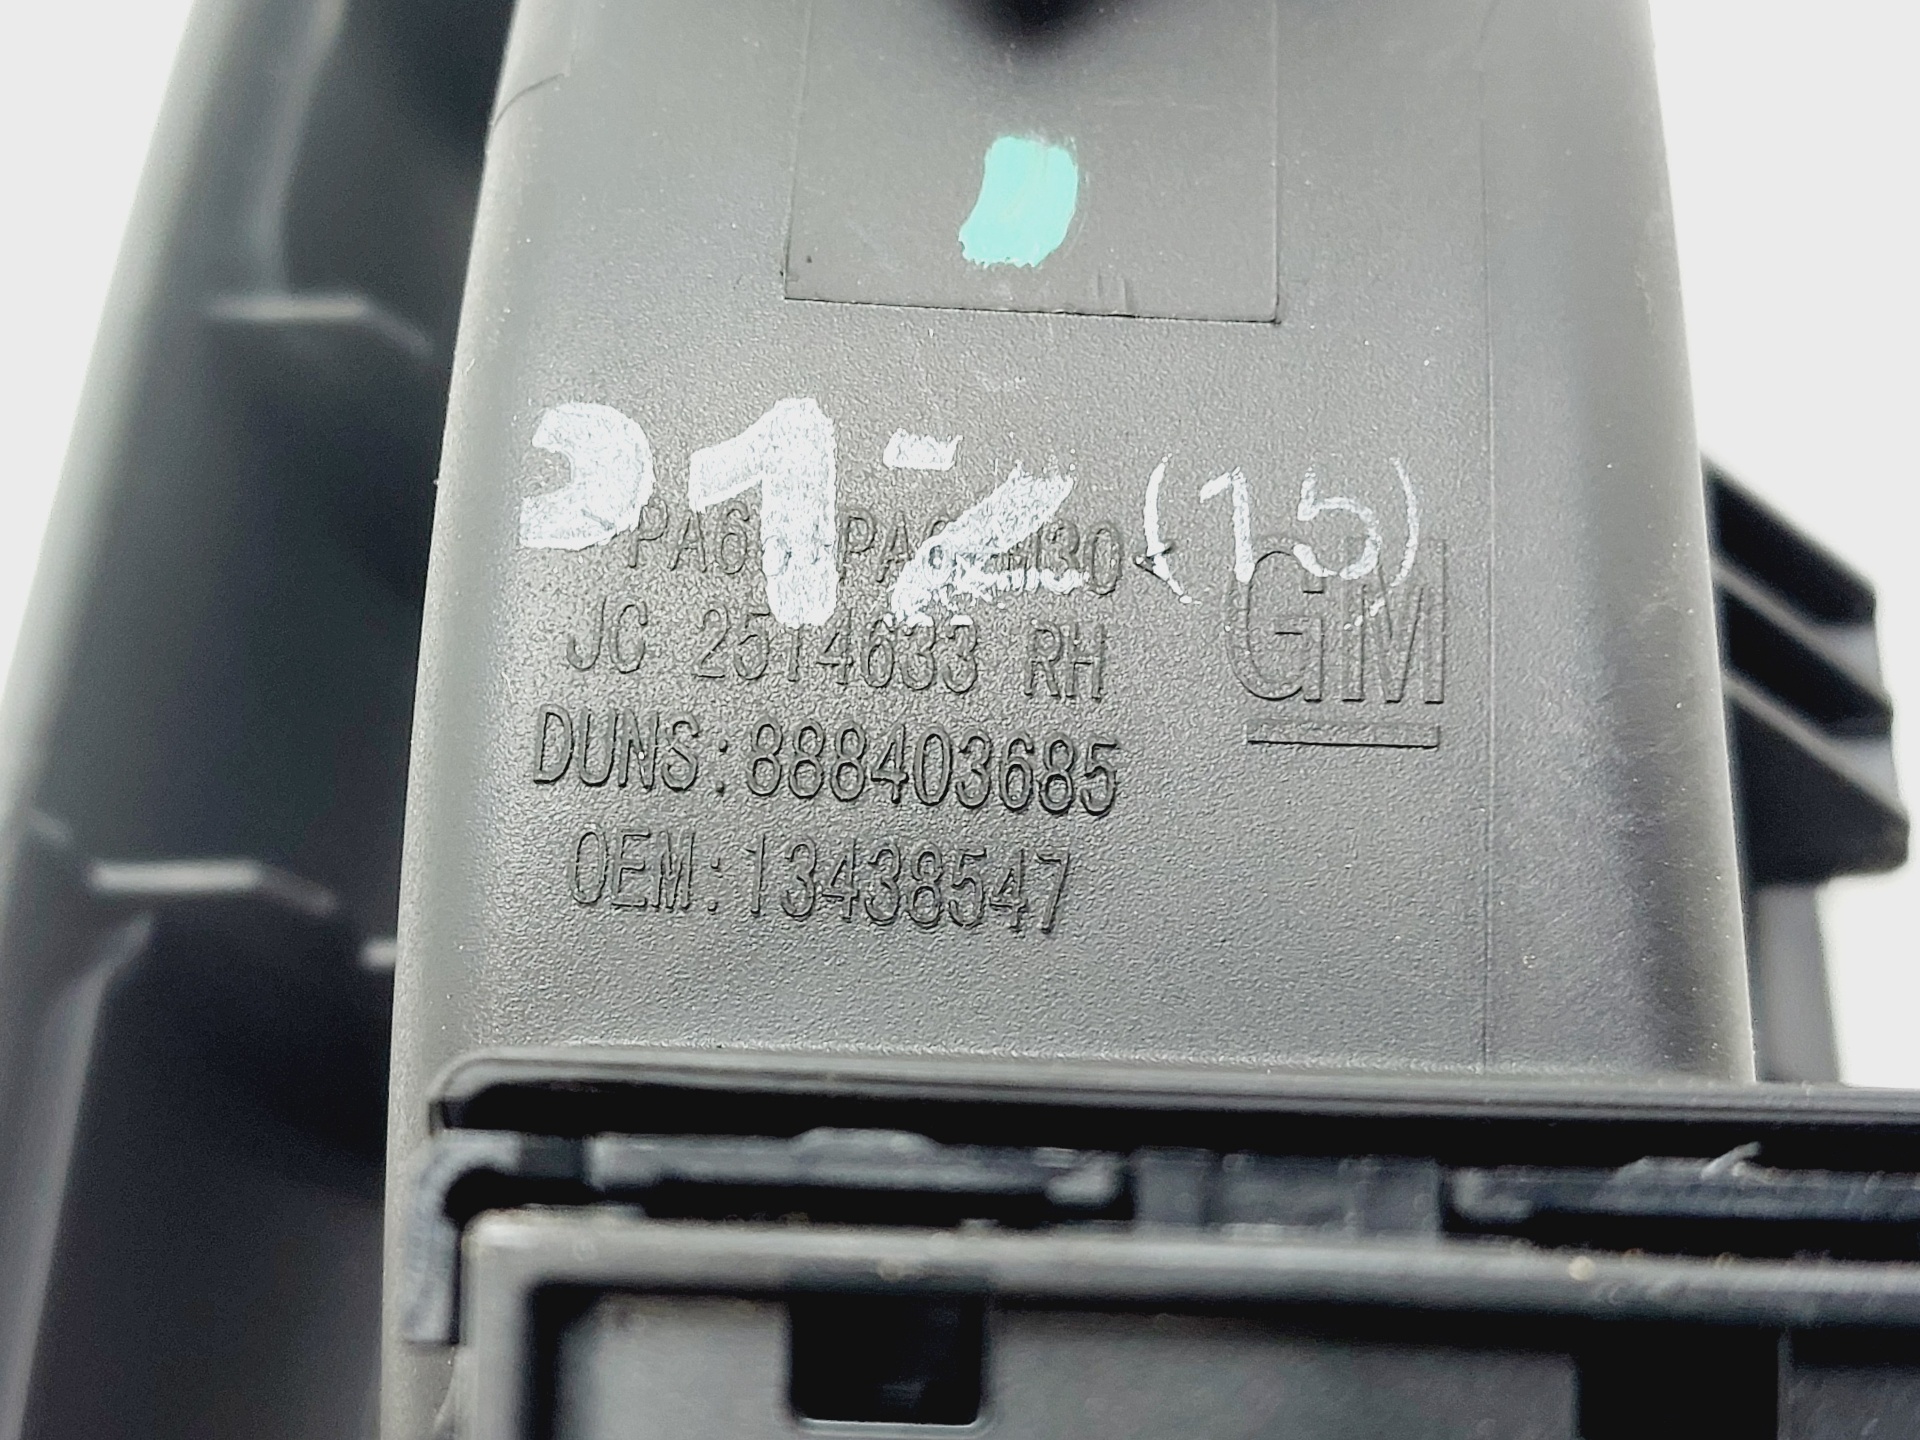 (15)
GM
JC 2514633 RH
DUNS:888403685
OEM:13438547